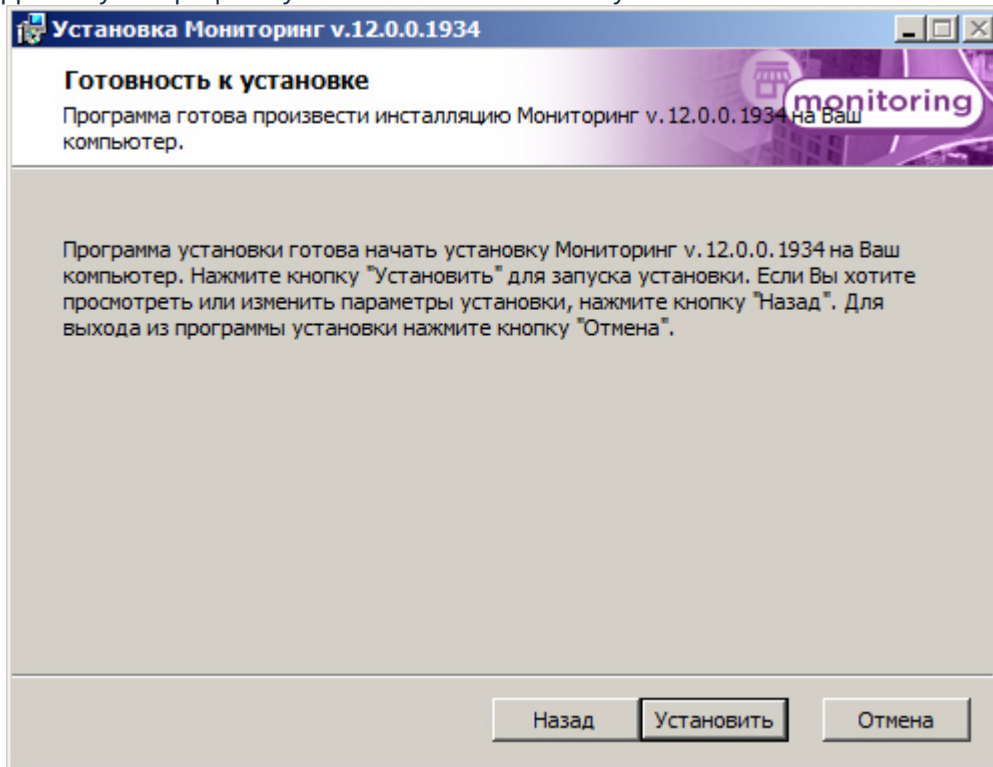 Установка Мониторинг v.12.0.0.1934
Готовность к установке
Программа готова произвести инсталляцию Мониторинг v.12.0.0.1934 на Ваш
компьютер.
monitoring
Программа установки готова начать установку Мониторинг v.12.0.0.1934 на Ваш
компьютер. Нажмите кнопку "Установить" для запуска установки. Если Вы хотите
просмотреть или изменить параметры установки, нажмите кнопку "Назад". Для
выхода из программы установки нажмите кнопку "Отмена".
Назад Установить Отмена